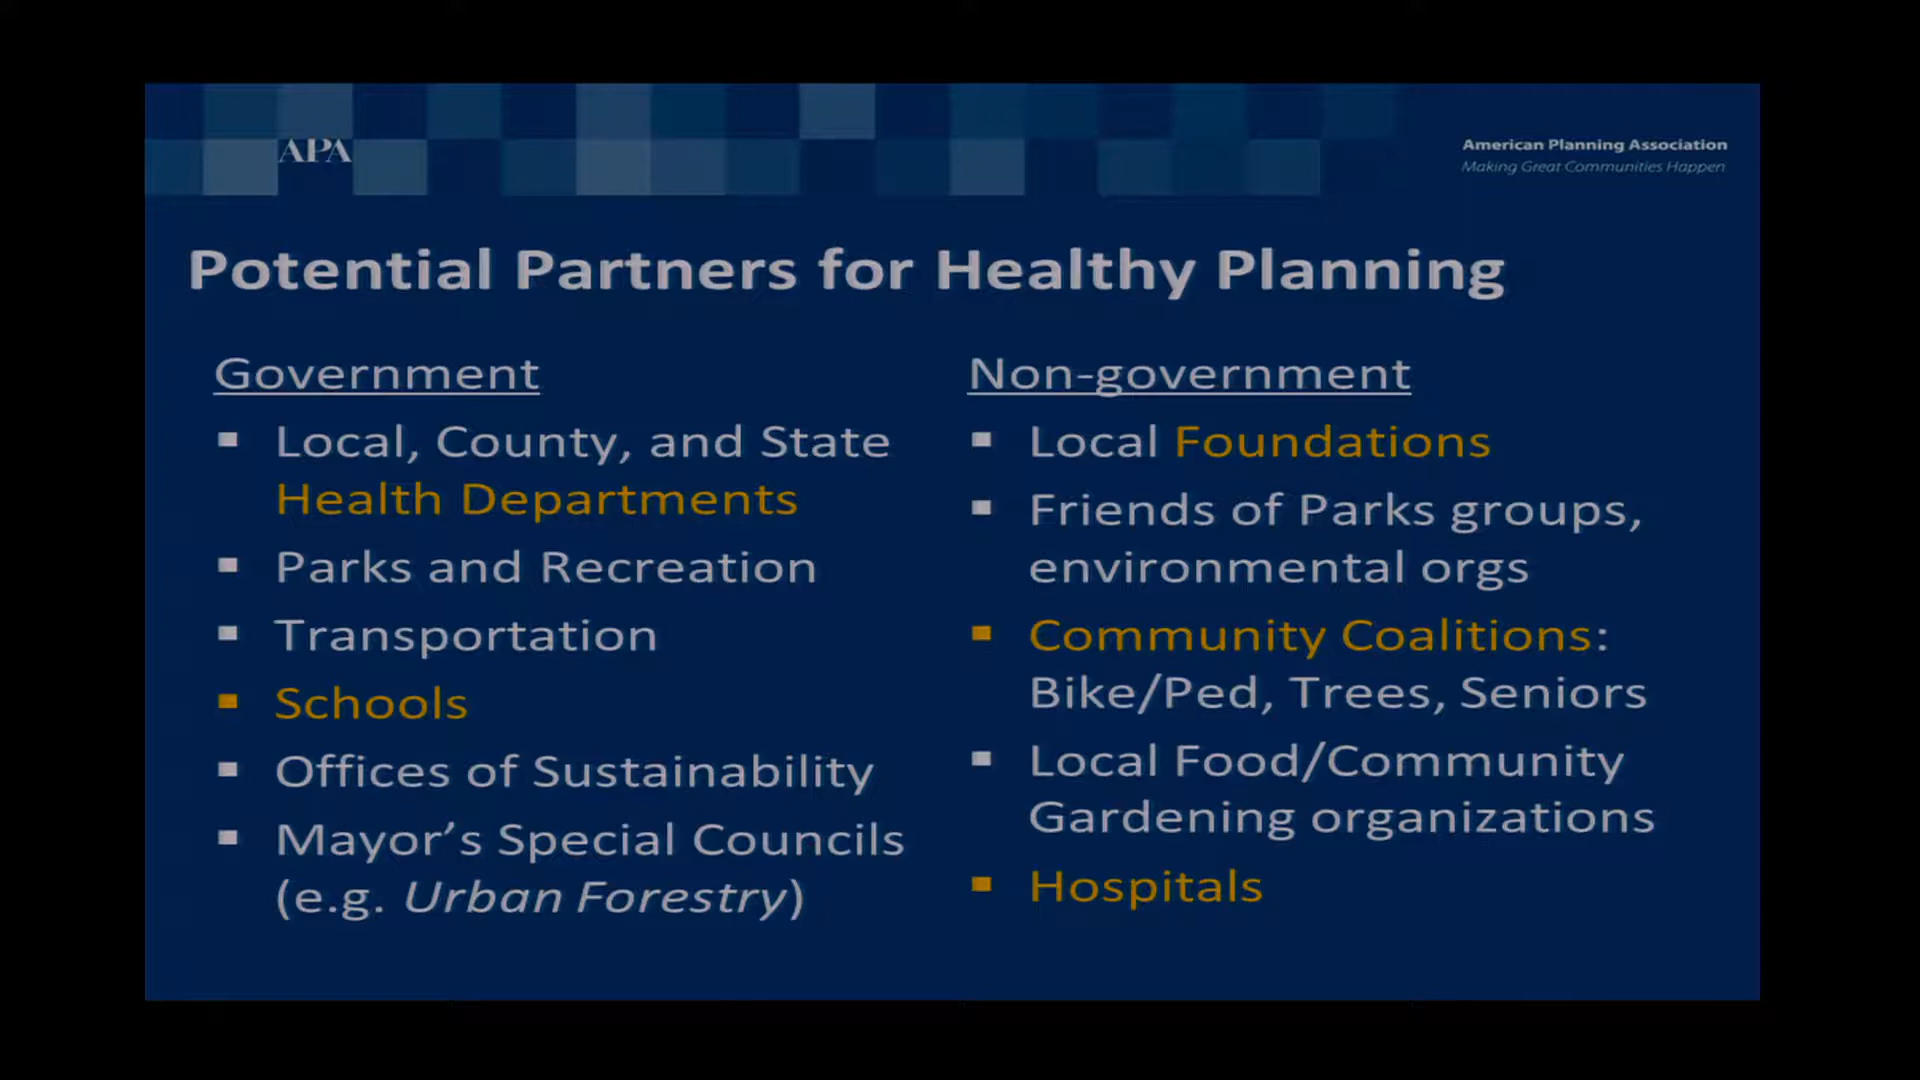 APA
American Planning Association
Making Great Communities Happen
Potential Partners for Healthy Planning
Government
▪ Local, County, and State
Health Departments
▪ Parks and Recreation
▪ Transportation
▪ Schools
▪ Offices of Sustainability
▪ Mayor’s Special Councils
(e.g. Urban Forestry)
Non-government
▪ Local Foundations
▪ Friends of Parks groups,
environmental orgs
▪ Community Coalitions:
Bike/Ped, Trees, Seniors
▪ Local Food/Community
Gardening organizations
▪ Hospitals